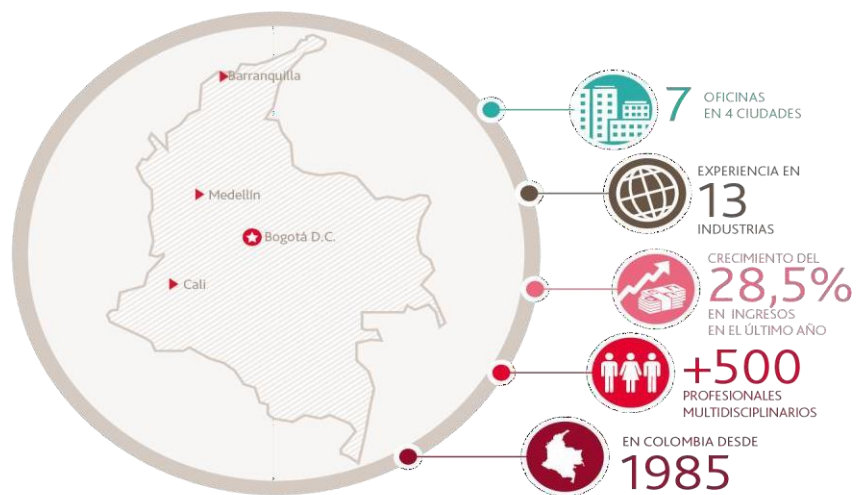 Barranquilla
Medellín
Bogotá D.C.
Cali
7 OFICINAS
EN 4 CIUDADES
EXPERIENCIA EN
13
INDUSTRIAS
CRECIMIENTO DEL
28,5%
EN INGRESOS
EN EL ÚLTIMO AÑO
+500
PROFESIONALES
MULTIDISCIPLINARIOS
EN COLOMBIA DESDE
1985